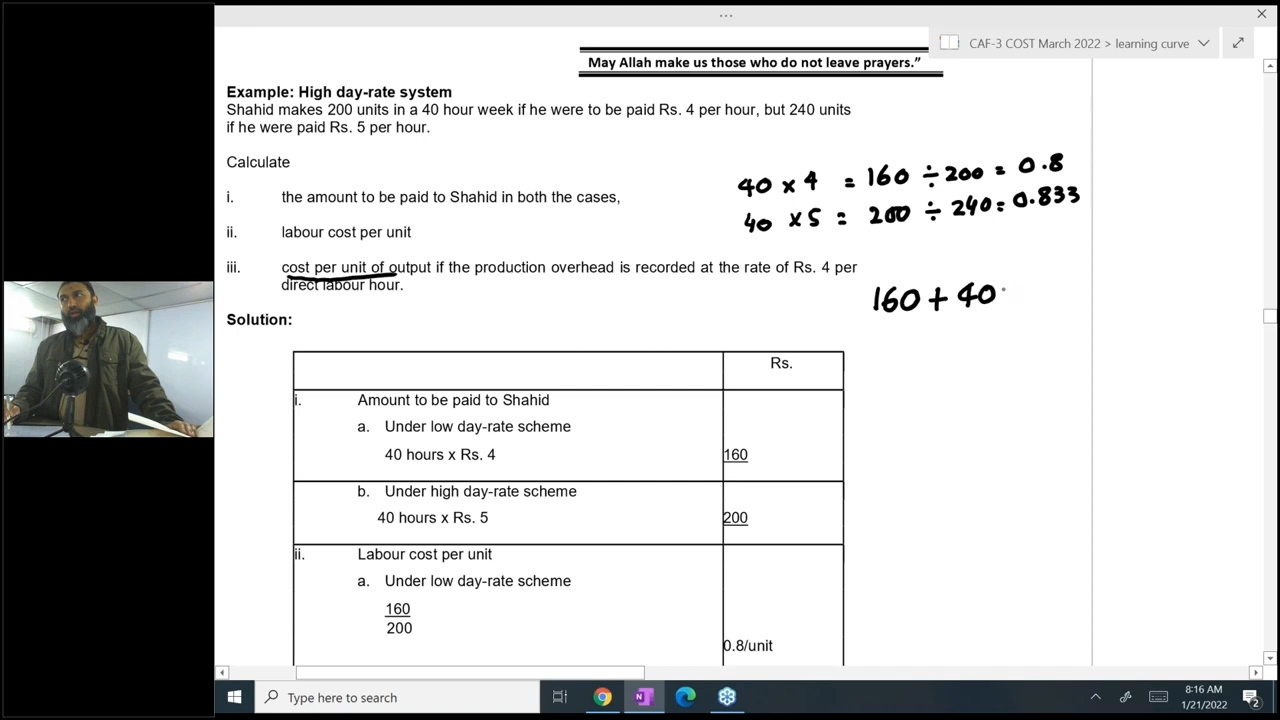 CAF-3 COST March 2022 > learning curve
May Allah make us those who do not leave prayers.”
Example: High day-rate system
Shahid makes 200 units in a 40 hour week if he were to be paid Rs. 4 per hour, but 240 units
if he were paid Rs. 5 per hour.
Calculate
40 × 4 = 160 ÷ 200 = 0.8
i. the amount to be paid to Shahid in both the cases,
40 × 5 = 200 ÷ 240 = 0.833
ii. labour cost per unit
iii. cost per unit of output if the production overhead is recorded at the rate of Rs. 4 per
direct labour hour.
160 + 40
Solution:
Rs.
i. Amount to be paid to Shahid
a. Under low day-rate scheme
40 hours x Rs. 4 160
b. Under high day-rate scheme
40 hours x Rs. 5 200
ii. Labour cost per unit
a. Under low day-rate scheme
160
200
0.8/unit
Type here to search
8:16 AM
1/21/2022
2